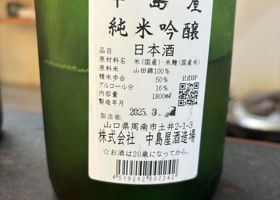 中島屋
純米吟醸
日本酒
原材料名 米(国産)・米麹(国産米)
原料米 山田錦100%
精米歩合 50%
アルコール分 16%
内容量 1800ml
製造年月 2025.3.
製造者
山口県周南市土井2-1-3
株式会社 中島屋酒造場
☆お酒は20歳になってから。